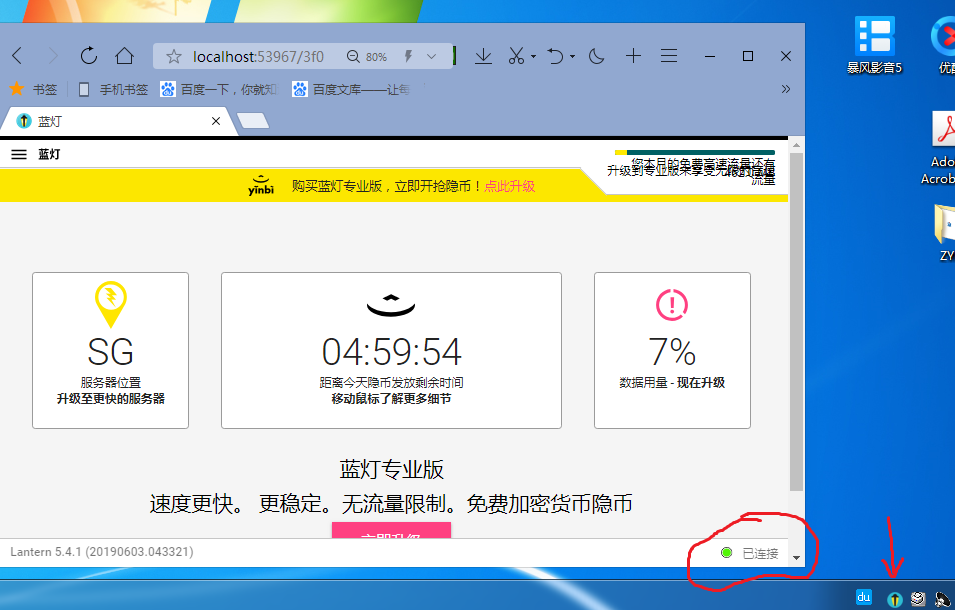 localhost:53967/3f0
80%
书签
手机书签
百度一下，你就知
百度文库——让每
»
蓝灯
蓝灯
您本月的免费高速流量还有
升级到专业版来享受无限的高速
流量
yinbi
购买蓝灯专业版，立即开抢隐币！点此升级
SG
服务器位置
升级至更快的服务器
04:59:54
距离今天隐币发放剩余时间
移动鼠标了解更多细节
7%
数据用量 - 现在升级
蓝灯专业版
速度更快。 更稳定。无流量限制。免费加密货币隐币
立即升级
Lantern 5.4.1 (20190603.043321)
已连接
暴风影音5
优酷
Ado
Acrob
ZY
du